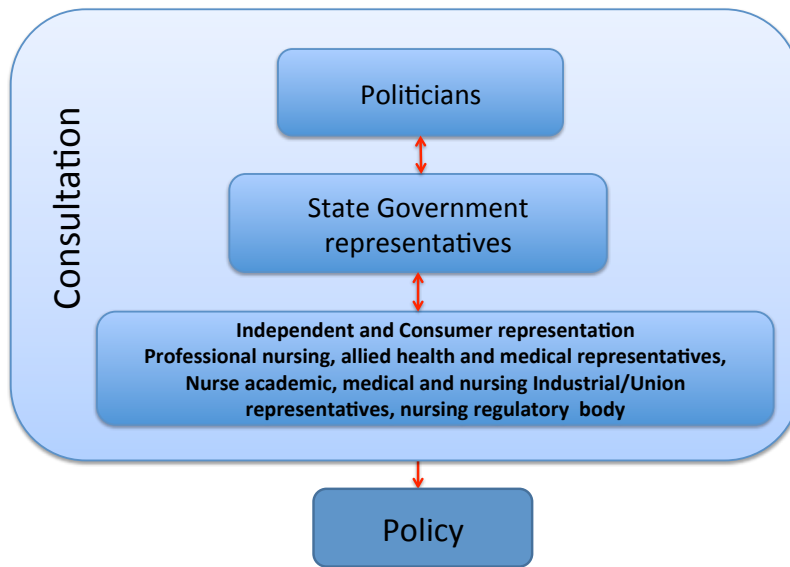 Consultation
Politicians
State Government
representatives
Independent and Consumer representation
Professional nursing, allied health and medical representatives,
Nurse academic, medical and nursing Industrial/Union
representatives, nursing regulatory body
Policy